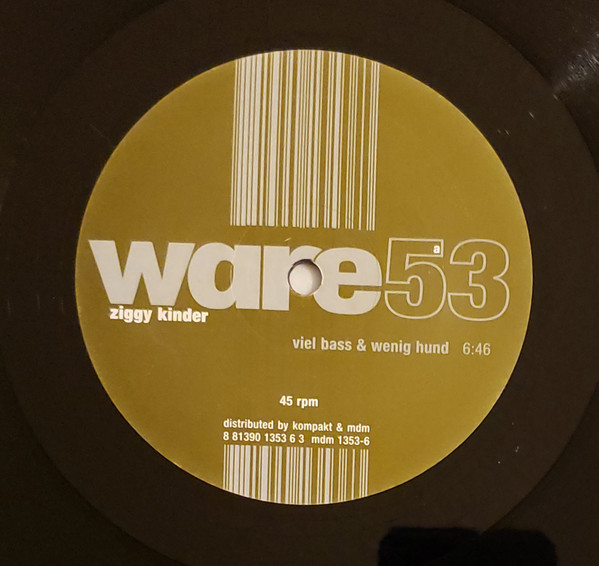 ware53
a
ziggy kinder
viel bass & wenig hund 6:46
45 rpm
distributed by kompakt & mdm
8 81390 1353 6 3 mdm 1353-6